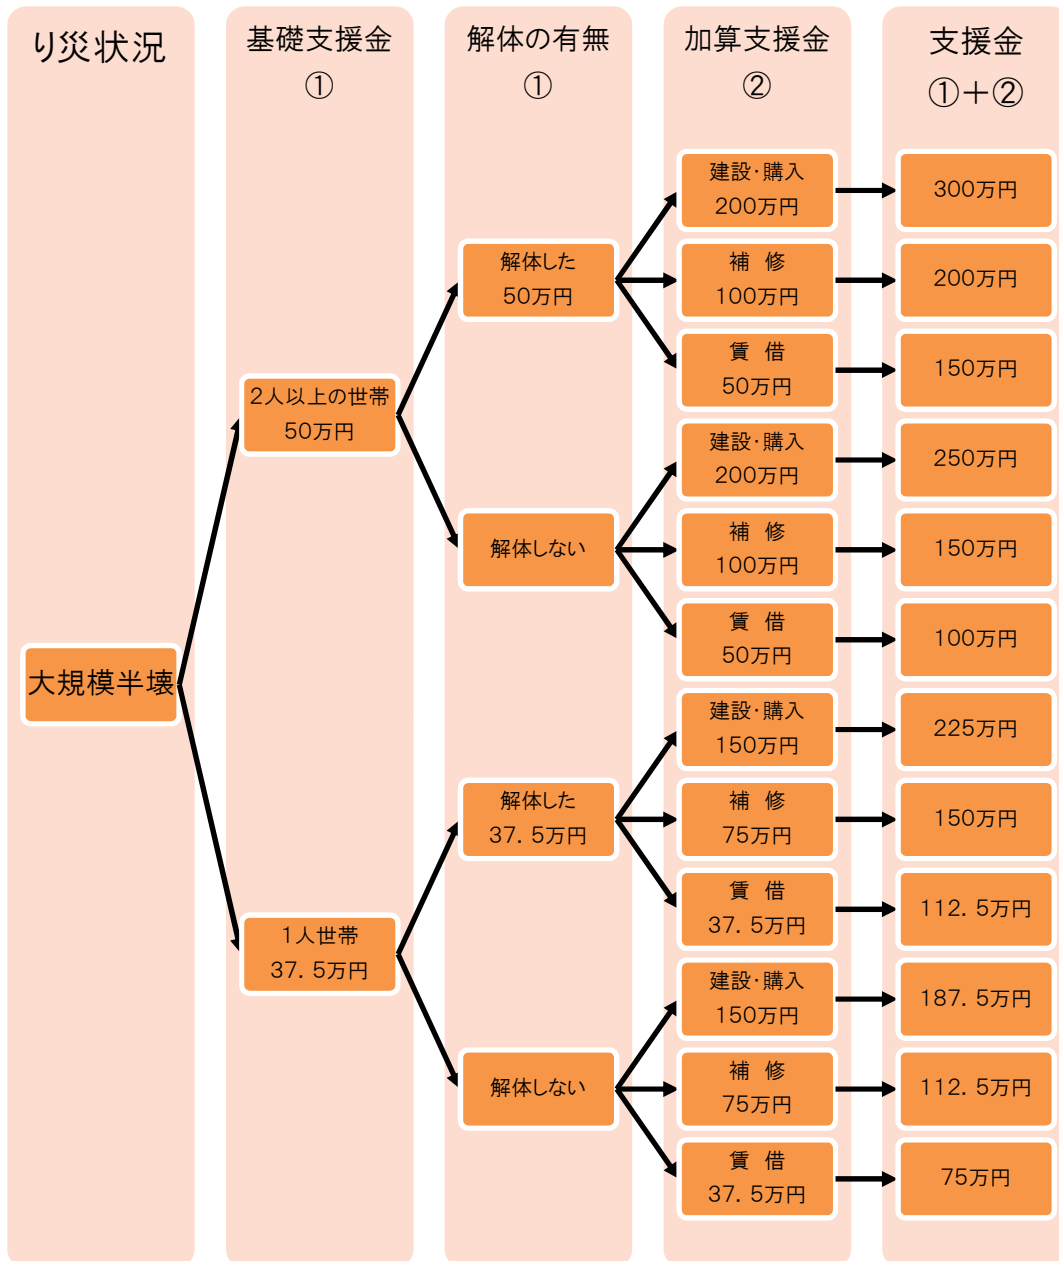 り災状況
基礎支援金
①
解体の有無
①
加算支援金
②
支援金
①+②
建設・購入
200万円
300万円
解体した
50万円
補 修
100万円
200万円
賃 借
50万円
150万円
2人以上の世帯
50万円
建設・購入
200万円
250万円
解体しない
補 修
100万円
150万円
賃 借
50万円
100万円
大規模半壊
建設・購入
150万円
225万円
解体した
37.5万円
補 修
75万円
150万円
賃 借
37.5万円
112.5万円
1人世帯
37.5万円
建設・購入
150万円
187.5万円
解体しない
補 修
75万円
112.5万円
賃 借
37.5万円
75万円